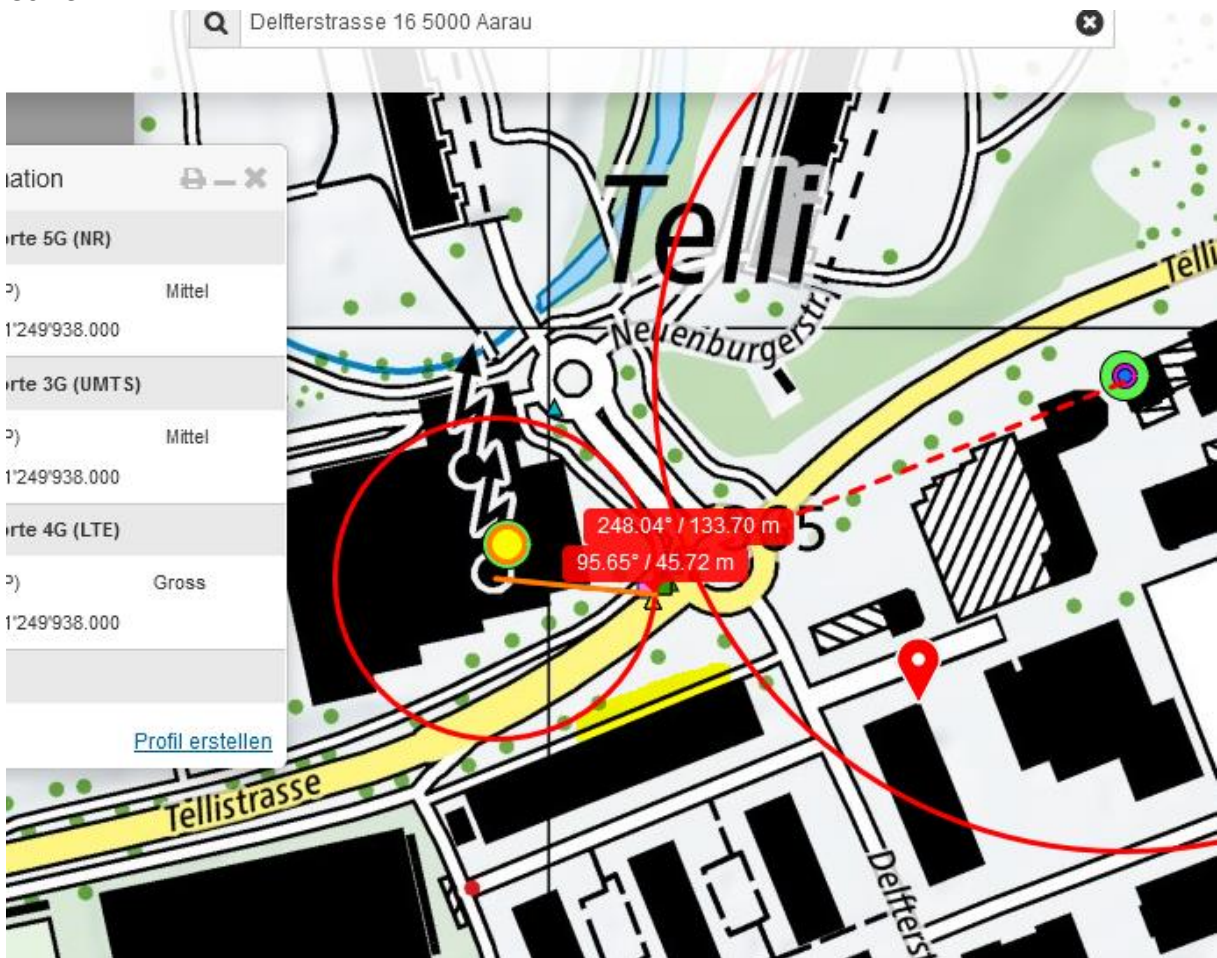 Delfterstrasse 16 5000 Aarau
ation
rte 5G (NR)
P)
Mittel
1'249'938.000
rte 3G (UMTS)
P)
Mittel
1'249'938.000
rte 4G (LTE)
P)
Gross
1'249'938.000
Profil erstellen
Telli
Neuenburgerstr.
Telli
248.04° / 133.70 m
95.65° / 45.72 m
Tellistrasse
Delfterst